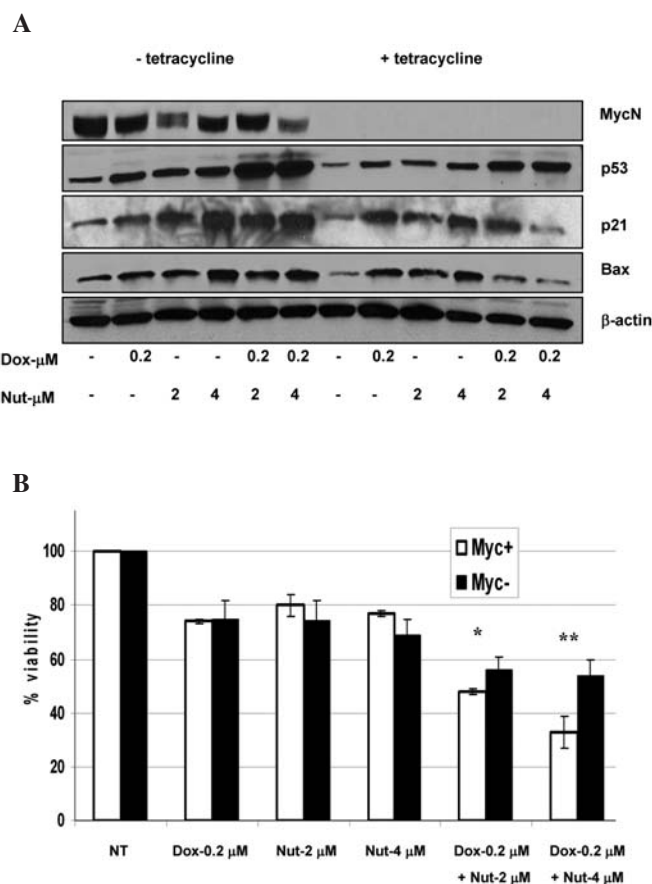 A
- tetracycline + tetracycline
MycN
p53
p21
Bax
β-actin
Dox-μM - 0.2 - - 0.2 0.2 - 0.2 - - 0.2 0.2
Nut-μM - - 2 4 2 4 - - 2 4 2 4
B
% viability
100
80
60
40
20
0
Myc+
Myc-
* **
NT Dox-0.2 μM Nut-2 μM Nut-4 μM Dox-0.2 μM Dox-0.2 μM
+ Nut-2 μM + Nut-4 μM